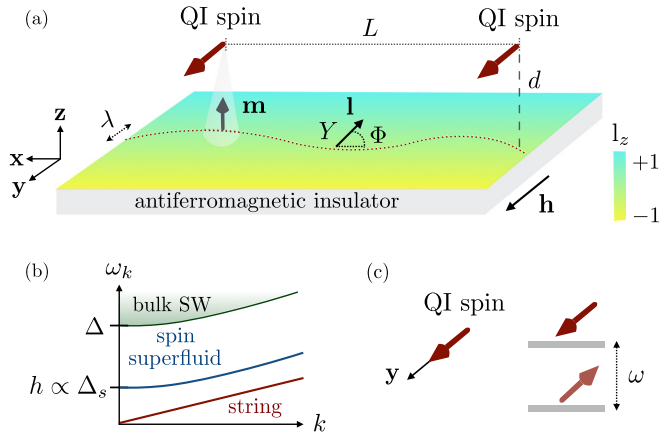 (a)
QI spin
QI spin
L
d
z
x
y
λ
m
l
Y
Φ
l_z
+1
−1
h
antiferromagnetic insulator
(b)
ω_k
bulk SW
Δ
spin
superfluid
h ∝ Δ_s
string
k
(c)
QI spin
y
ω